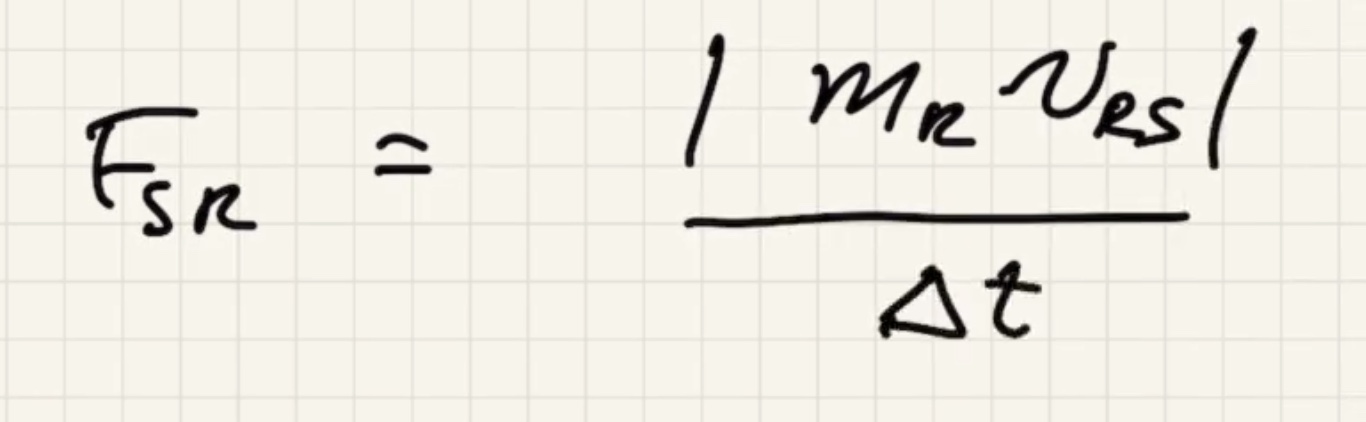 F_SR = |m_R v_RS| / Δt